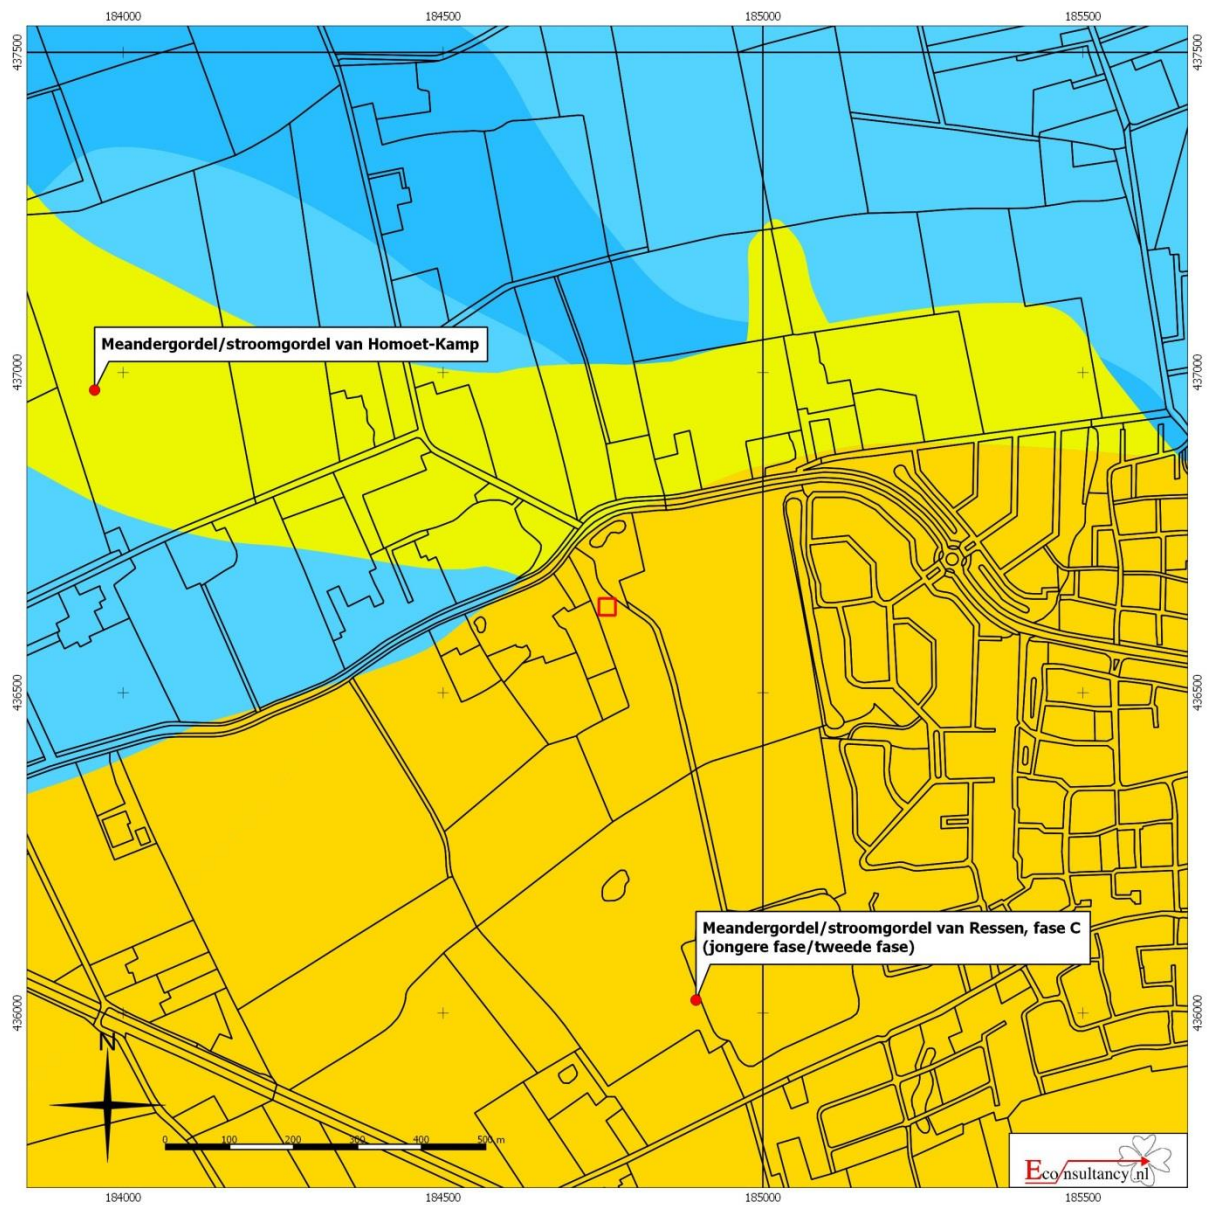 184000 184500 185000 185500
437500 437500
Meandergordel/stroomgordel van Homoet-Kamp
437000 437000
436500 436500
Meandergordel/stroomgordel van Ressen, fase C
(jongere fase/tweede fase)
436000 436000
N
0 100 200 300 400 500 m
Econsultancy.nl
184000 184500 185000 185500